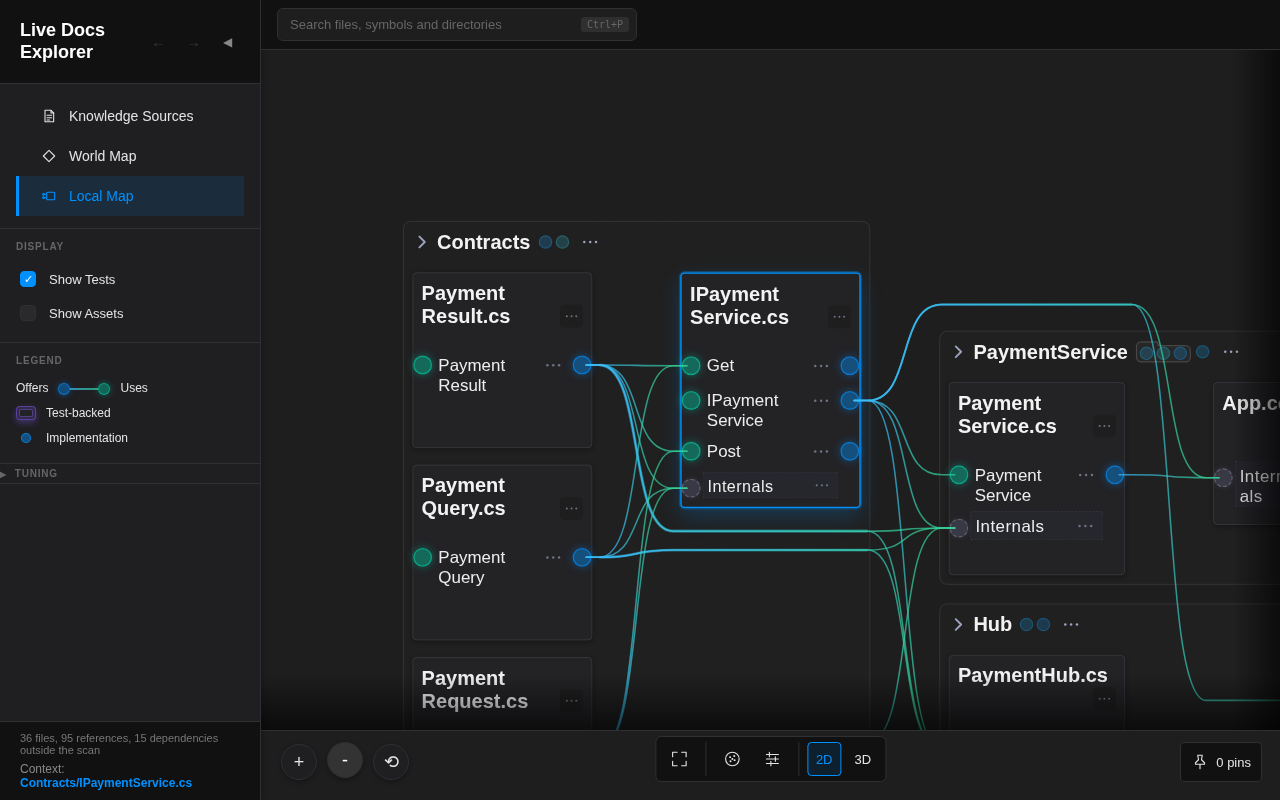 Live Docs
Explorer
Search files, symbols and directories
Ctrl+P
Knowledge Sources
World Map
Local Map
DISPLAY
Show Tests
Show Assets
LEGEND
Offers
Uses
Test-backed
Implementation
TUNING
36 files, 95 references, 15 dependencies
outside the scan
Context:
Contracts/IPaymentService.cs
Contracts
Payment
Result.cs
Payment
Result
Payment
Query.cs
Payment
Query
Payment
Request.cs
IPayment
Service.cs
Get
IPayment
Service
Post
Internals
PaymentService
Payment
Service.cs
Payment
Service
Internals
App.cs
Intern
als
Hub
PaymentHub.cs
+
-
2D
3D
0 pins